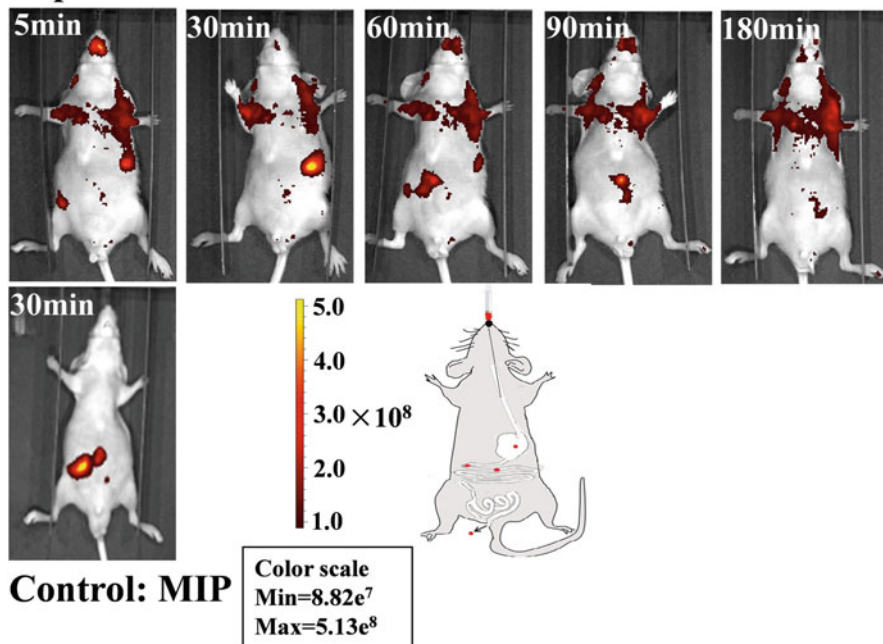 5min 30min 60min 90min 180min
30min
5.0
4.0
3.0 ×10⁸
2.0
1.0
Control: MIP
Color scale
Min=8.82e⁷
Max=5.13e⁸